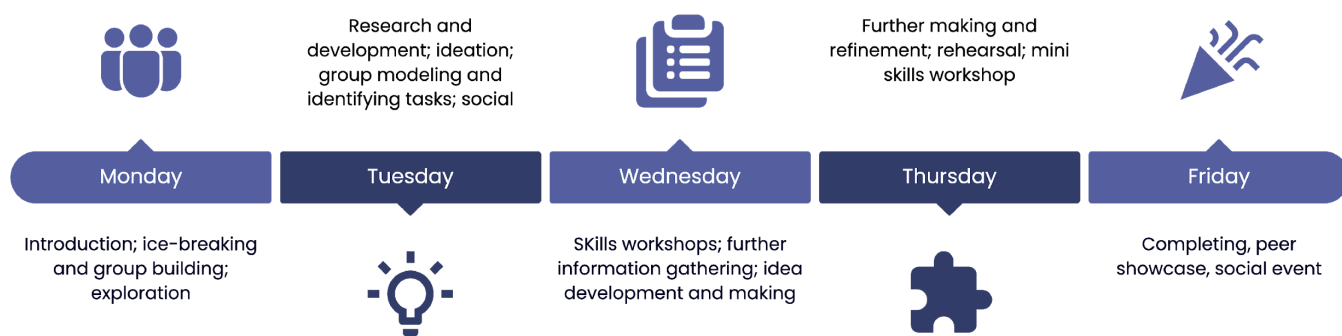 Research and
development; ideation;
group modeling and
identifying tasks; social
Further making and
refinement; rehearsal; mini
skills workshop
Monday
Tuesday
Wednesday
Thursday
Friday
Introduction; ice-breaking
and group building;
exploration
SKills workshops; further
information gathering; idea
development and making
Completing, peer
showcase, social event